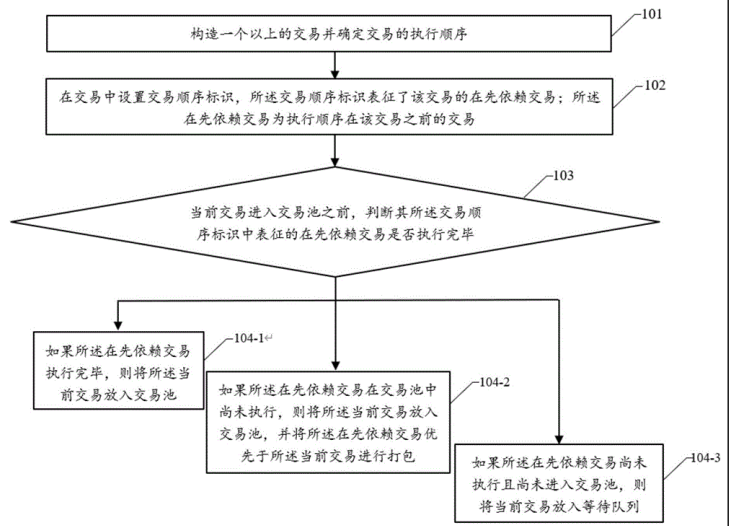 101
构造一个以上的交易并确定交易的执行顺序
102
在交易中设置交易顺序标识，所述交易顺序标识表征了该交易的在先依赖交易；所述
在先依赖交易为执行顺序在该交易之前的交易
103
当前交易进入交易池之前，判断其所述交易顺
序标识中表征的在先依赖交易是否执行完毕
104-1↵
如果所述在先依赖交易
执行完毕，则将所述当
前交易放入交易池
104-2
如果所述在先依赖交易在交易池中
尚未执行，则将所述当前交易放入
交易池，并将所述在先依赖交易优
先于所述当前交易进行打包
104-3
如果所述在先依赖交易尚未
执行且尚未进入交易池，则
将当前交易放入等待队列